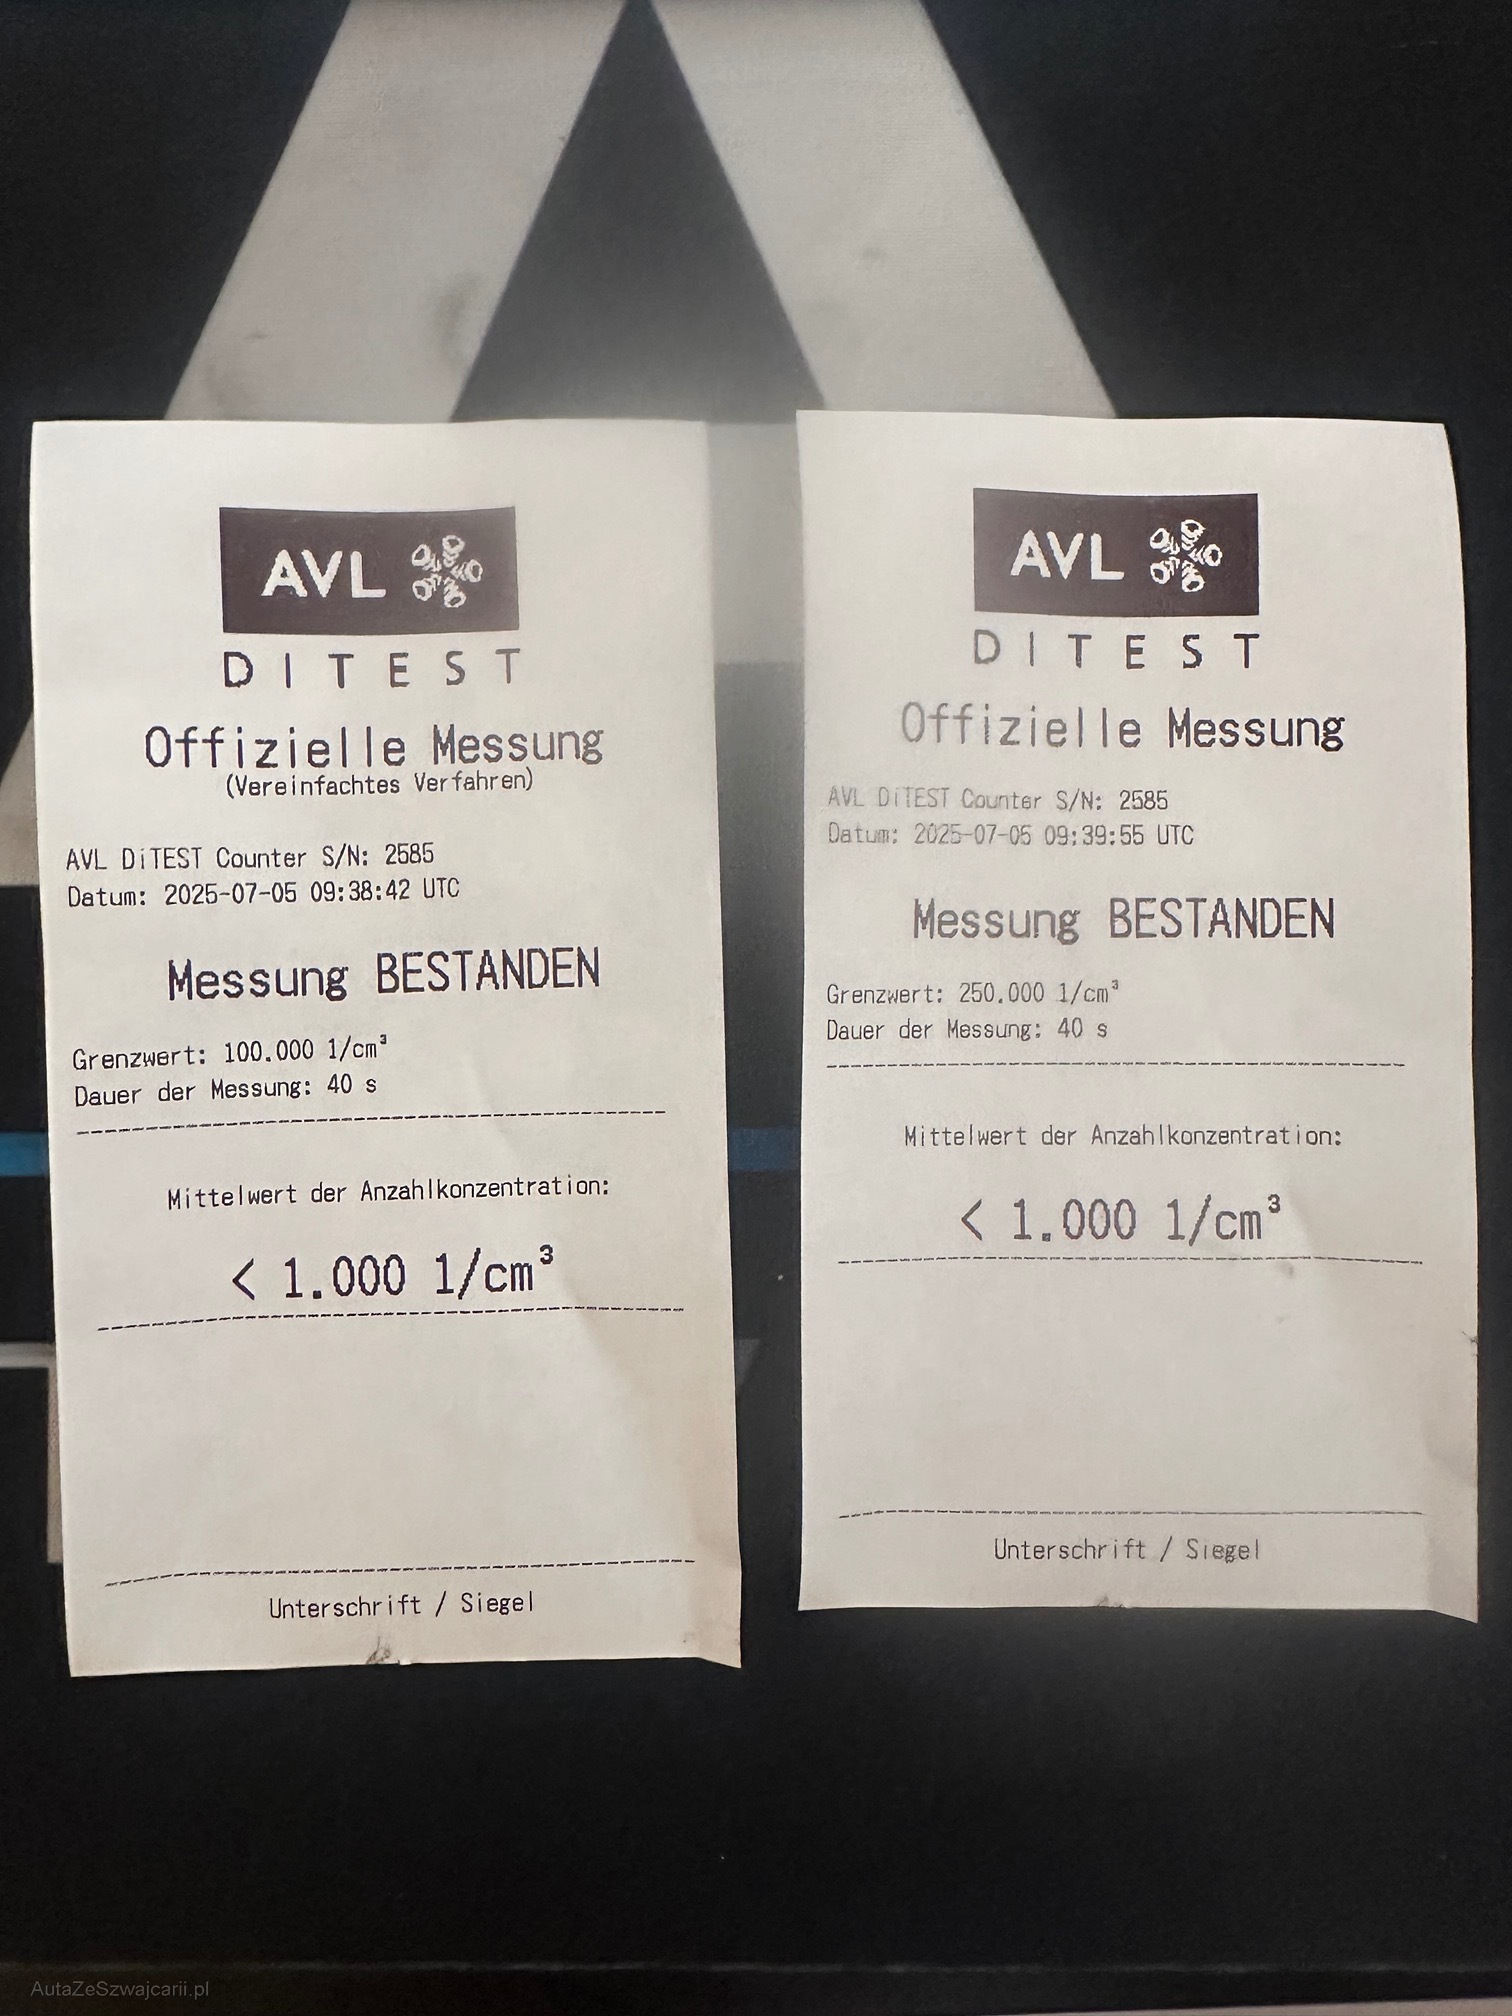 AVL
DITEST
Offizielle Messung
(Vereinfachtes Verfahren)
AVL DiTEST Counter S/N: 2585
Datum: 2025-07-05 09:38:42 UTC
Messung BESTANDEN
Grenzwert: 100.000 1/cm³
Dauer der Messung: 40 s
Mittelwert der Anzahlkonzentration:
< 1.000 1/cm³
Unterschrift / Siegel
AVL
DITEST
Offizielle Messung
AVL DiTEST Counter S/N: 2585
Datum: 2025-07-05 09:39:55 UTC
Messung BESTANDEN
Grenzwert: 250.000 1/cm³
Dauer der Messung: 40 s
Mittelwert der Anzahlkonzentration:
< 1.000 1/cm³
Unterschrift / Siegel
AutaZeSzwajcarii.pl